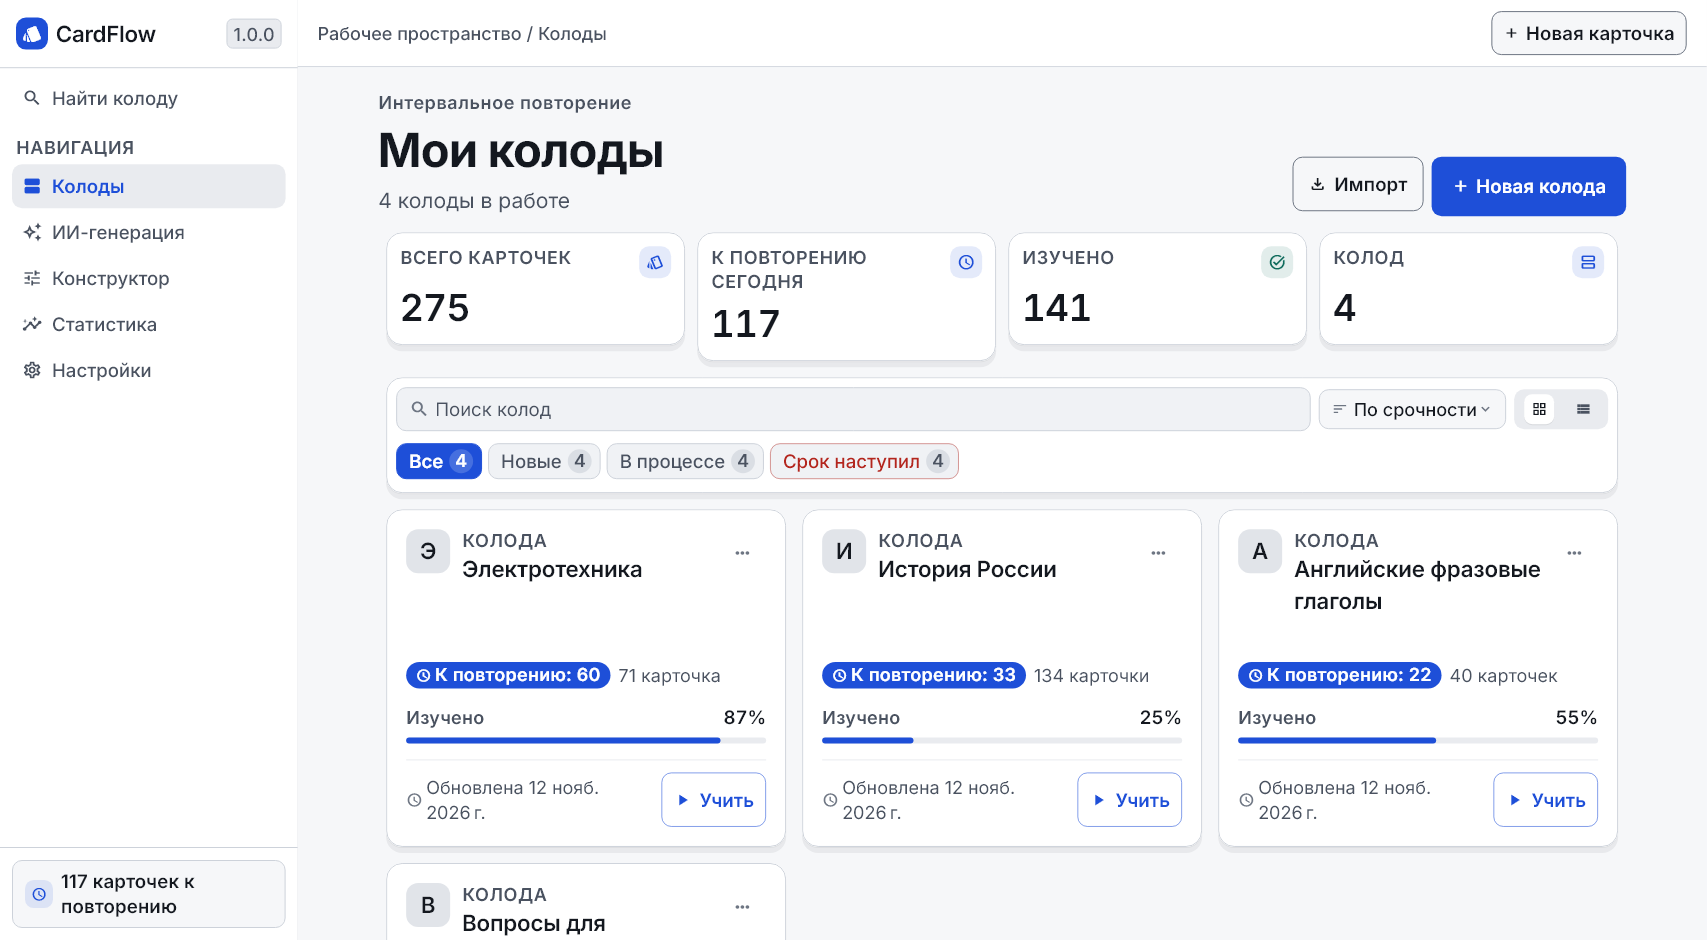 CardFlow
1.0.0
Найти колоду
НАВИГАЦИЯ
Колоды
ИИ-генерация
Конструктор
Статистика
Настройки
117 карточек к
повторению
Рабочее пространство / Колоды
+ Новая карточка
Интервальное повторение
Мои колоды
4 колоды в работе
Импорт
+ Новая колода
ВСЕГО КАРТОЧЕК
275
К ПОВТОРЕНИЮ
СЕГОДНЯ
117
ИЗУЧЕНО
141
КОЛОД
4
Поиск колод
По срочности
Все 4
Новые 4
В процессе 4
Срок наступил 4
Э
КОЛОДА
Электротехника
...
К повторению: 60
71 карточка
Изучено
87%
Обновлена 12 нояб.
2026 г.
Учить
И
КОЛОДА
История России
...
К повторению: 33
134 карточки
Изучено
25%
Обновлена 12 нояб.
2026 г.
Учить
А
КОЛОДА
Английские фразовые
глаголы
...
К повторению: 22
40 карточек
Изучено
55%
Обновлена 12 нояб.
2026 г.
Учить
В
КОЛОДА
Вопросы для
...